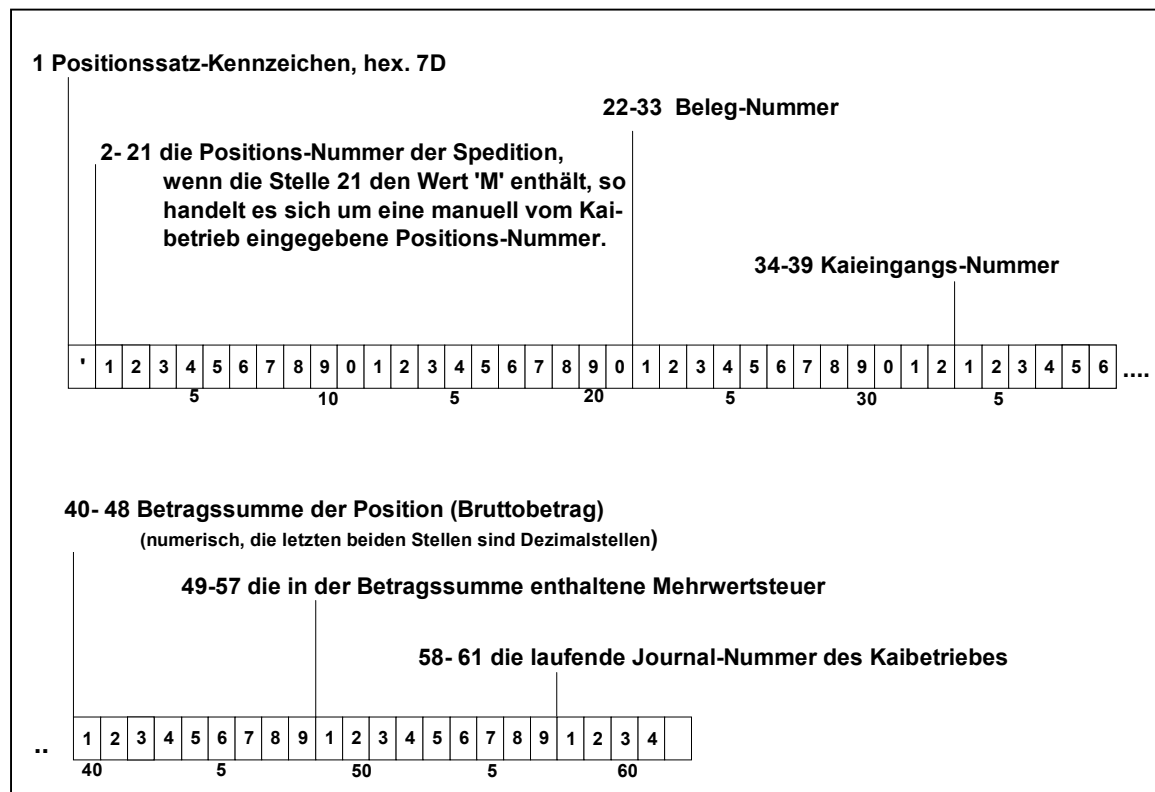 1 Positionssatz-Kennzeichen, hex. 7D
22-33 Beleg-Nummer
2- 21 die Positions-Nummer der Spedition,
wenn die Stelle 21 den Wert 'M' enthält, so
handelt es sich um eine manuell vom Kai-
betrieb eingegebene Positions-Nummer.
34-39 Kaieingangs-Nummer
' 1 2 3 4 5 6 7 8 9 0 1 2 3 4 5 6 7 8 9 0 1 2 3 4 5 6 7 8 9 0 1 2 1 2 3 4 5 6 ....
5 10 5 20 5 30 5
40- 48 Betragssumme der Position (Bruttobetrag)
(numerisch, die letzten beiden Stellen sind Dezimalstellen)
49-57 die in der Betragssumme enthaltene Mehrwertsteuer
58- 61 die laufende Journal-Nummer des Kaibetriebes
.. 1 2 3 4 5 6 7 8 9 1 2 3 4 5 6 7 8 9 1 2 3 4
40 5 50 5 60